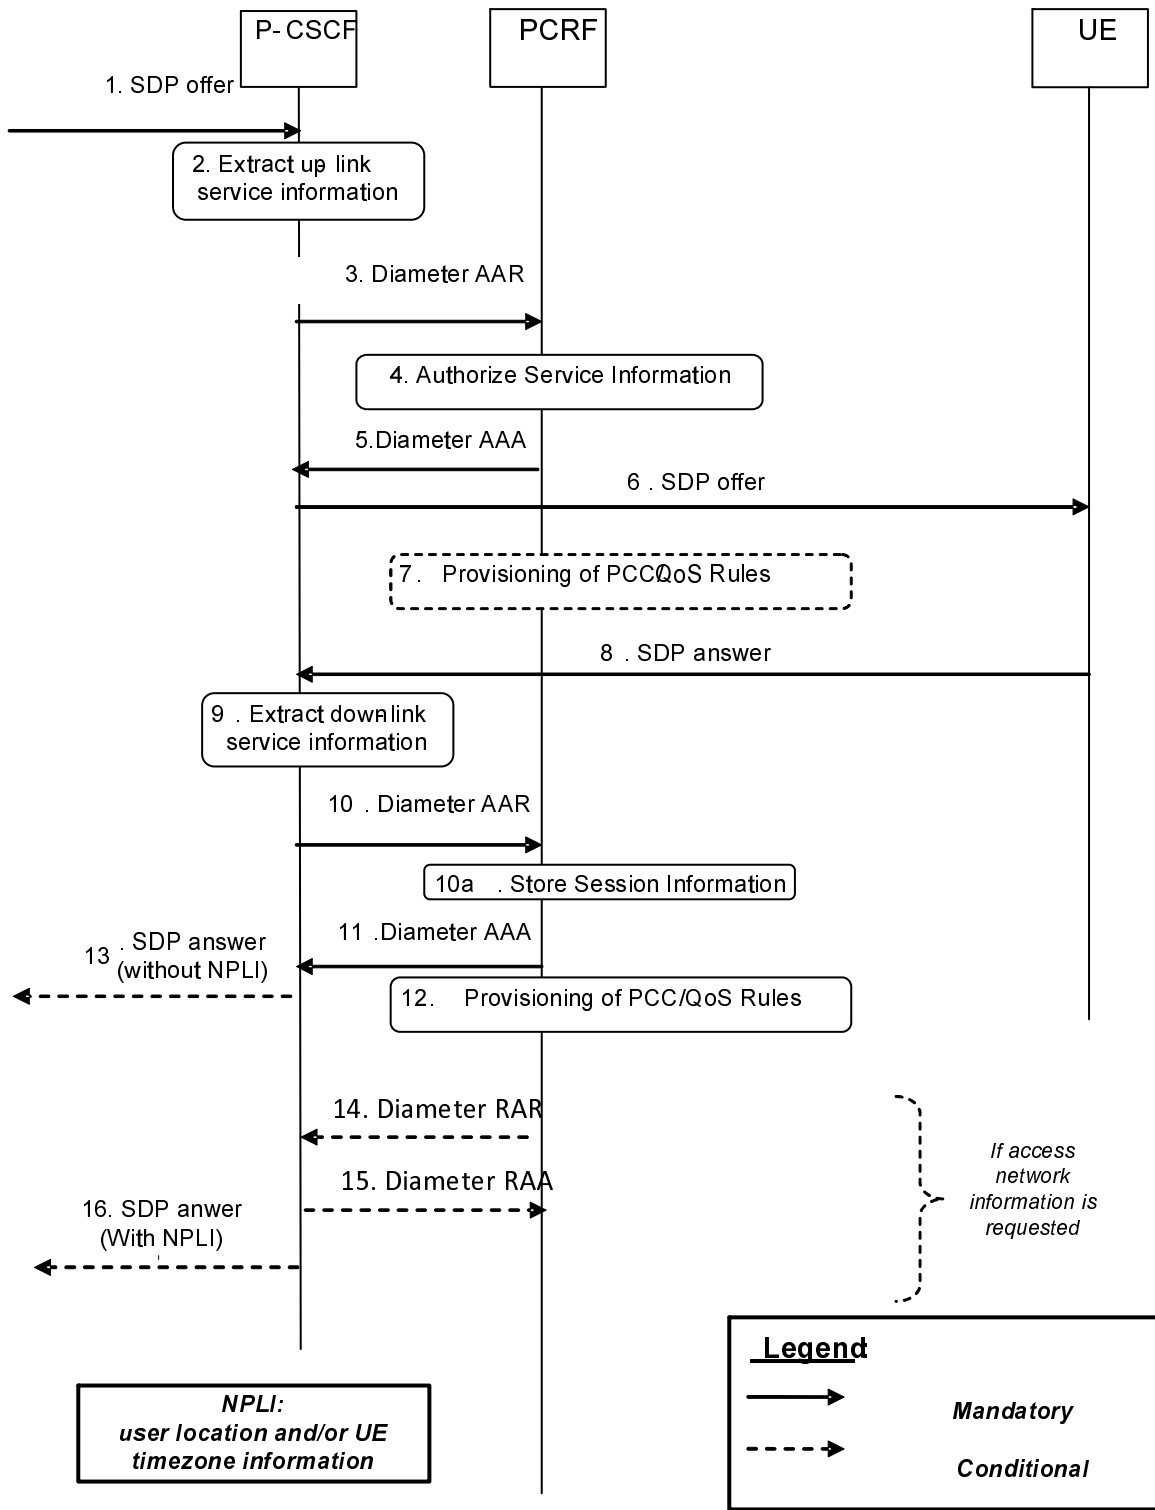 P-CSCF
PCRF
UE
1. SDP offer
2. Extract up link
service information
3. Diameter AAR
4. Authorize Service Information
5.Diameter AAA
6 . SDP offer
7. Provisioning of PCC/QoS Rules
8 . SDP answer
9 . Extract down-link
service information
10 . Diameter AAR
10a . Store Session Information
11 .Diameter AAA
13 . SDP answer
(without NPLI)
12. Provisioning of PCC/QoS Rules
14. Diameter RAR
15. Diameter RAA
16. SDP anwer
(With NPLI)
If access
network
information is
requested
Legend:
Mandatory
Conditional
NPLI:
user location and/or UE
timezone information